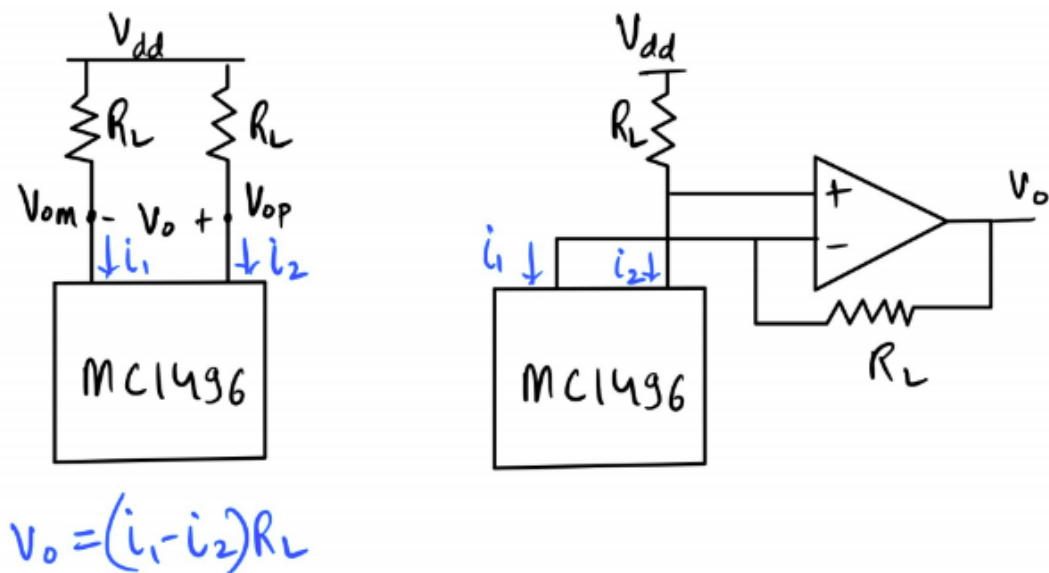 Vdd
RL
RL
Vom - Vo + Vop
i1
i2
MC1496
Vo = (i1-i2)RL
Vdd
RL
+
-
Vo
i1
i2
RL
MC1496